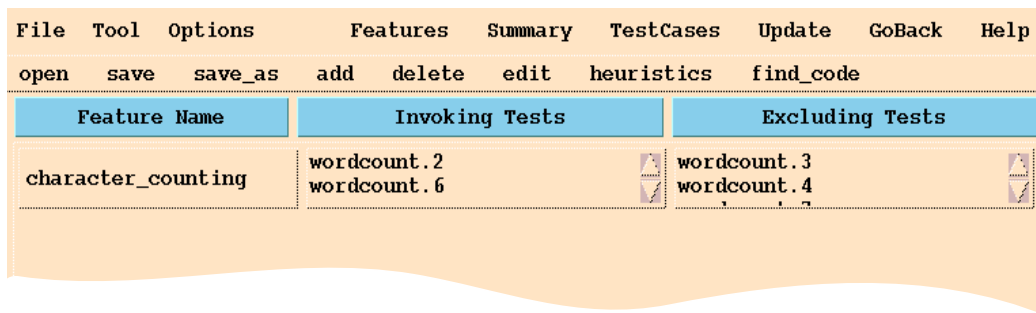 File Tool Options Features Summary TestCases Update GoBack Help
open save save_as add delete edit heuristics find_code
Feature Name Invoking Tests Excluding Tests
character_counting
wordcount.2
wordcount.6
wordcount.3
wordcount.4